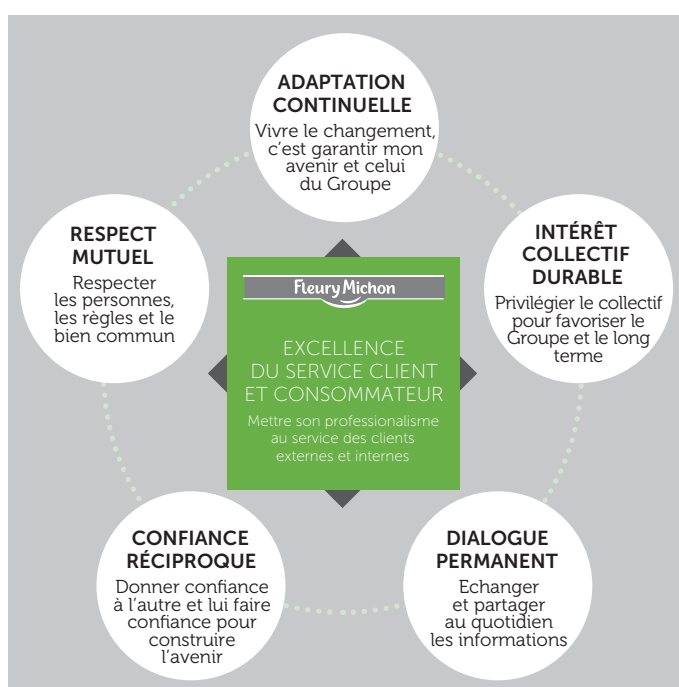 ADAPTATION
CONTINUELLE
Vivre le changement,
c'est garantir mon
avenir et celui
du Groupe
RESPECT
MUTUEL
Respecter
les personnes,
les règles et le
bien commun
INTÉRÊT
COLLECTIF
DURABLE
Privilégier le collectif
pour favoriser le
Groupe et le long
terme
Fleury Michon
EXCELLENCE
DU SERVICE CLIENT
ET CONSOMMATEUR
Mettre son professionalisme
au service des clients
externes et internes
CONFIANCE
RÉCIPROQUE
Donner confiance
à l'autre et lui faire
confiance pour
construire
l'avenir
DIALOGUE
PERMANENT
Echanger
et partager
au quotidien
les informations